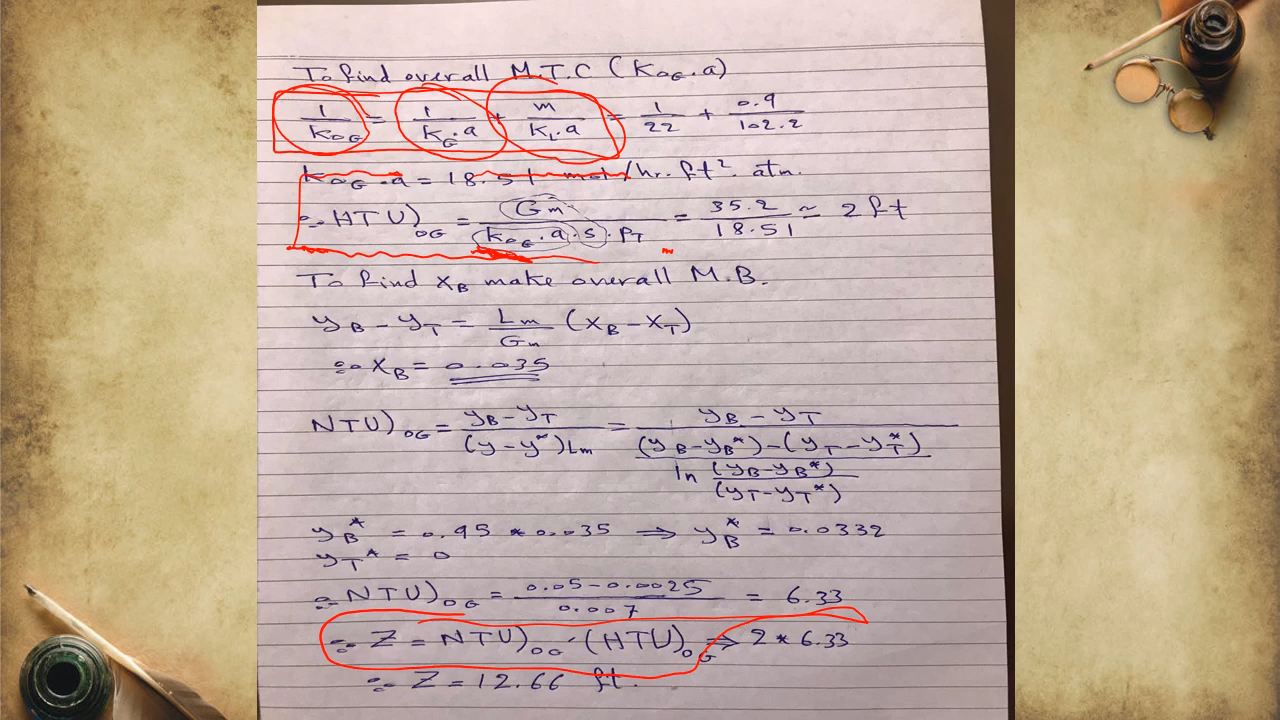 To find overall M.T.C (K_OG.a)
1/K_OG = 1/K_G.a + m/K_L.a = 1/22 + 0.9/102.2
K_OG.a = 18.51 mol/hr.ft². atm.
∴ HTU)_OG = Gm/K_OG.a.S.P_T = 35.2/18.51 ≃ 2 ft
To find X_B make overall M.B.
y_B - y_T = Lm/Gm (X_B - X_T)
∴ X_B = 0.035
NTU)_OG = y_B - y_T/(y - y*)Lm = y_B - y_T/((y_B - y_B*) - (y_T - y_T*)/ln (y_B - y_B*)/(y_T - y_T*))
y_B* = 0.95 * 0.035 ⇒ y_B* = 0.0332
y_T* = 0
∴ NTU)_OG = 0.05 - 0.0025/0.007 = 6.33
∴ Z = NTU)_OG . (HTU)_OG ⇒ 2 * 6.33
∴ Z = 12.66 ft.